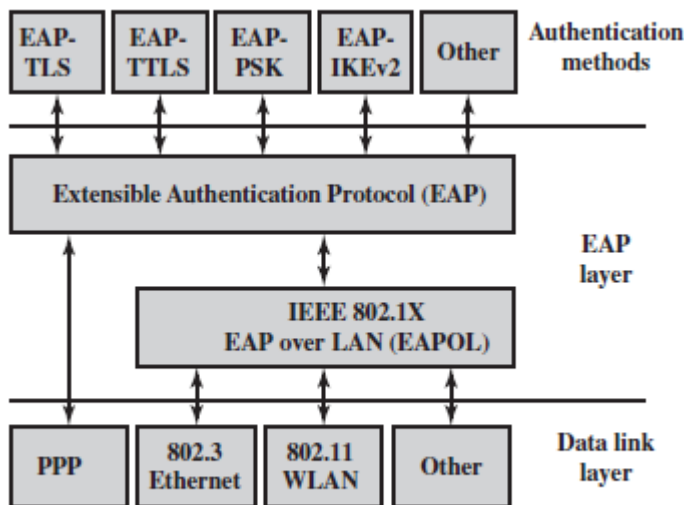 EAP-
TLS
EAP-
TTLS
EAP-
PSK
EAP-
IKEv2
Other
Authentication
methods
Extensible Authentication Protocol (EAP)
EAP
layer
IEEE 802.1X
EAP over LAN (EAPOL)
PPP
802.3
Ethernet
802.11
WLAN
Other
Data link
layer